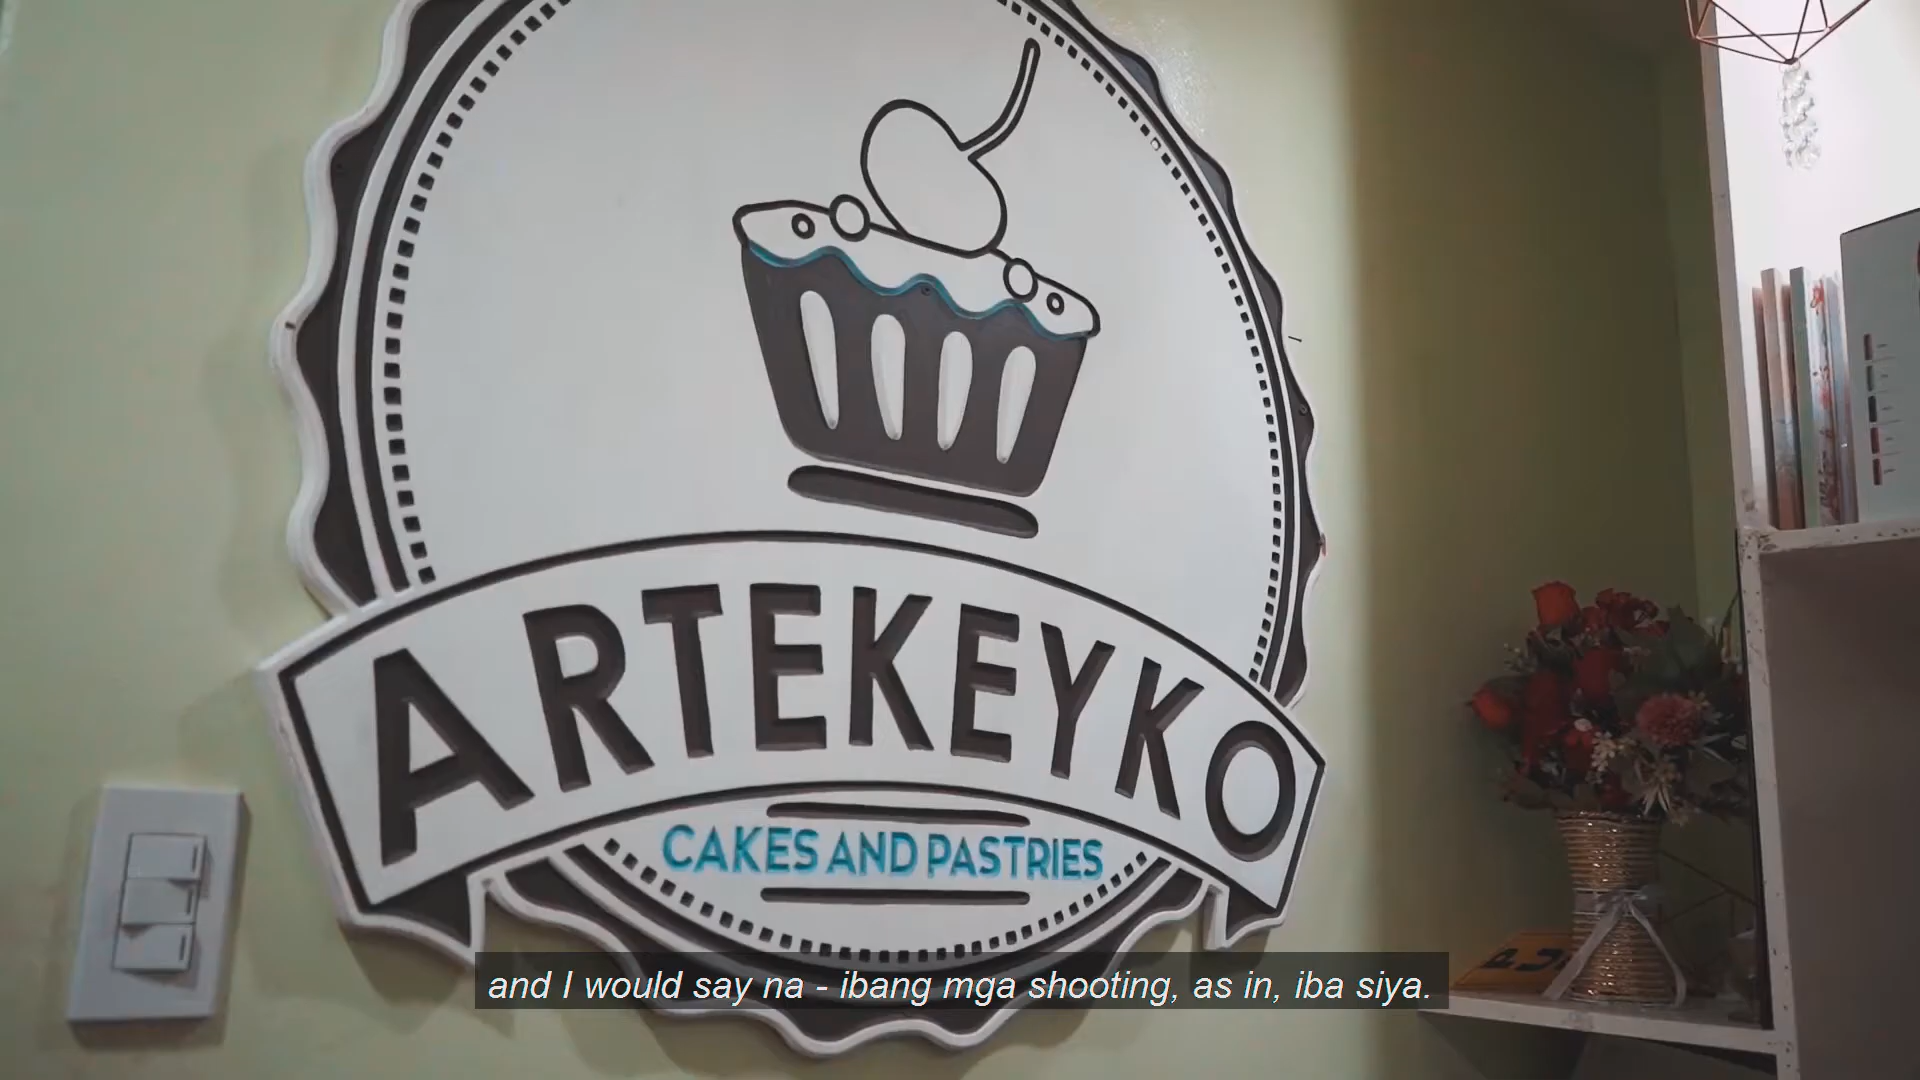 ARTEKEYKO
CAKES AND PASTRIES
and I would say na - ibang mga shooting, as in, iba siya.